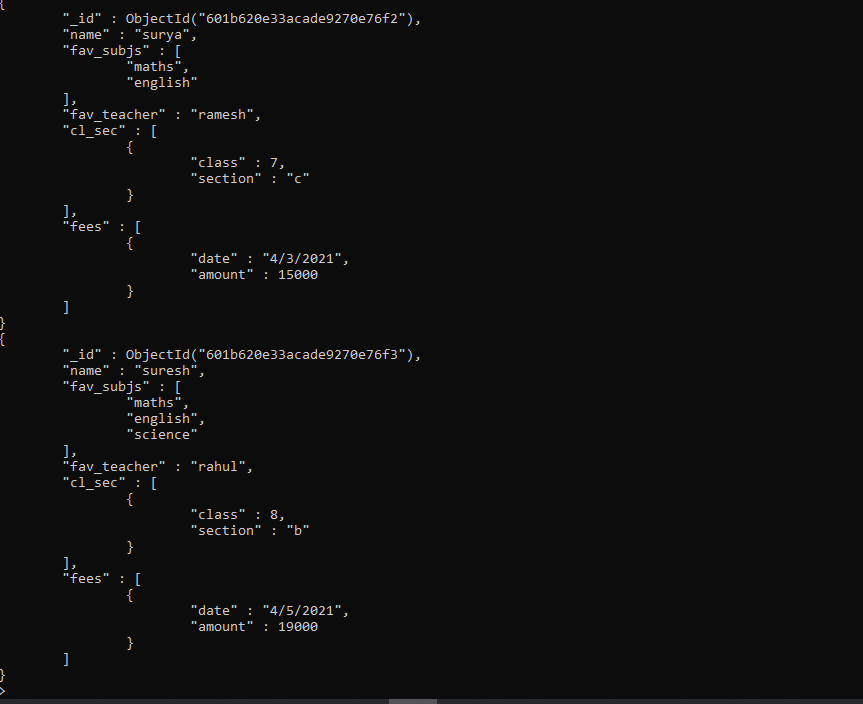 {
        "_id" : ObjectId("601b620e33acade9270e76f2"),
        "name" : "surya",
        "fav_subjs" : [
                "maths",
                "english"
        ],
        "fav_teacher" : "ramesh",
        "cl_sec" : [
                {
                        "class" : 7,
                        "section" : "c"
                }
        ],
        "fees" : [
                {
                        "date" : "4/3/2021",
                        "amount" : 15000
                }
        ]
}
{
        "_id" : ObjectId("601b620e33acade9270e76f3"),
        "name" : "suresh",
        "fav_subjs" : [
                "maths",
                "english",
                "science"
        ],
        "fav_teacher" : "rahul",
        "cl_sec" : [
                {
                        "class" : 8,
                        "section" : "b"
                }
        ],
        "fees" : [
                {
                        "date" : "4/5/2021",
                        "amount" : 19000
                }
        ]
}
>